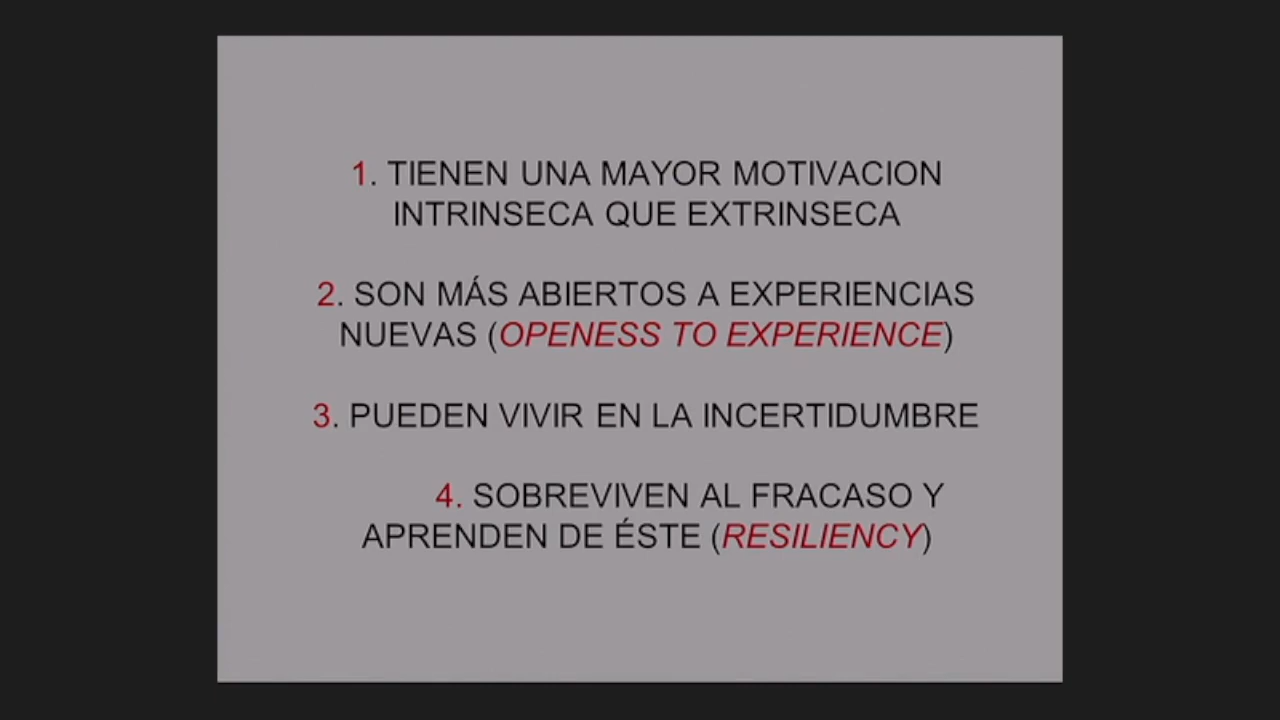 1. TIENEN UNA MAYOR MOTIVACION
INTRINSECA QUE EXTRINSECA
2. SON MÁS ABIERTOS A EXPERIENCIAS
NUEVAS (OPENESS TO EXPERIENCE)
3. PUEDEN VIVIR EN LA INCERTIDUMBRE
4. SOBREVIVEN AL FRACASO Y
APRENDEN DE ÉSTE (RESILIENCY)